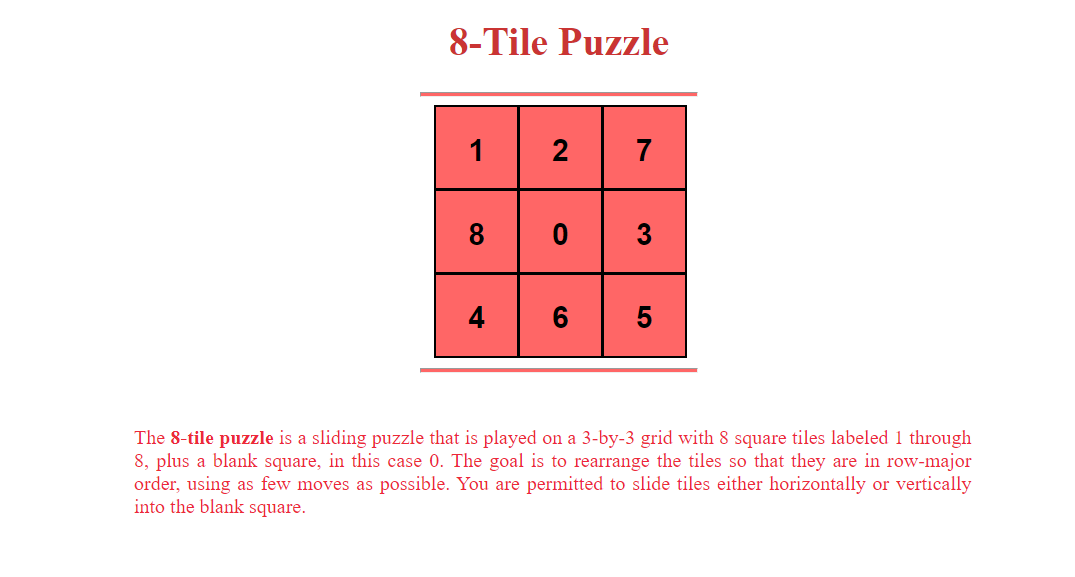 8-Tile Puzzle
1 2 7
8 0 3
4 6 5
The 8-tile puzzle is a sliding puzzle that is played on a 3-by-3 grid with 8 square tiles labeled 1 through
8, plus a blank square, in this case 0. The goal is to rearrange the tiles so that they are in row-major
order, using as few moves as possible. You are permitted to slide tiles either horizontally or vertically
into the blank square.